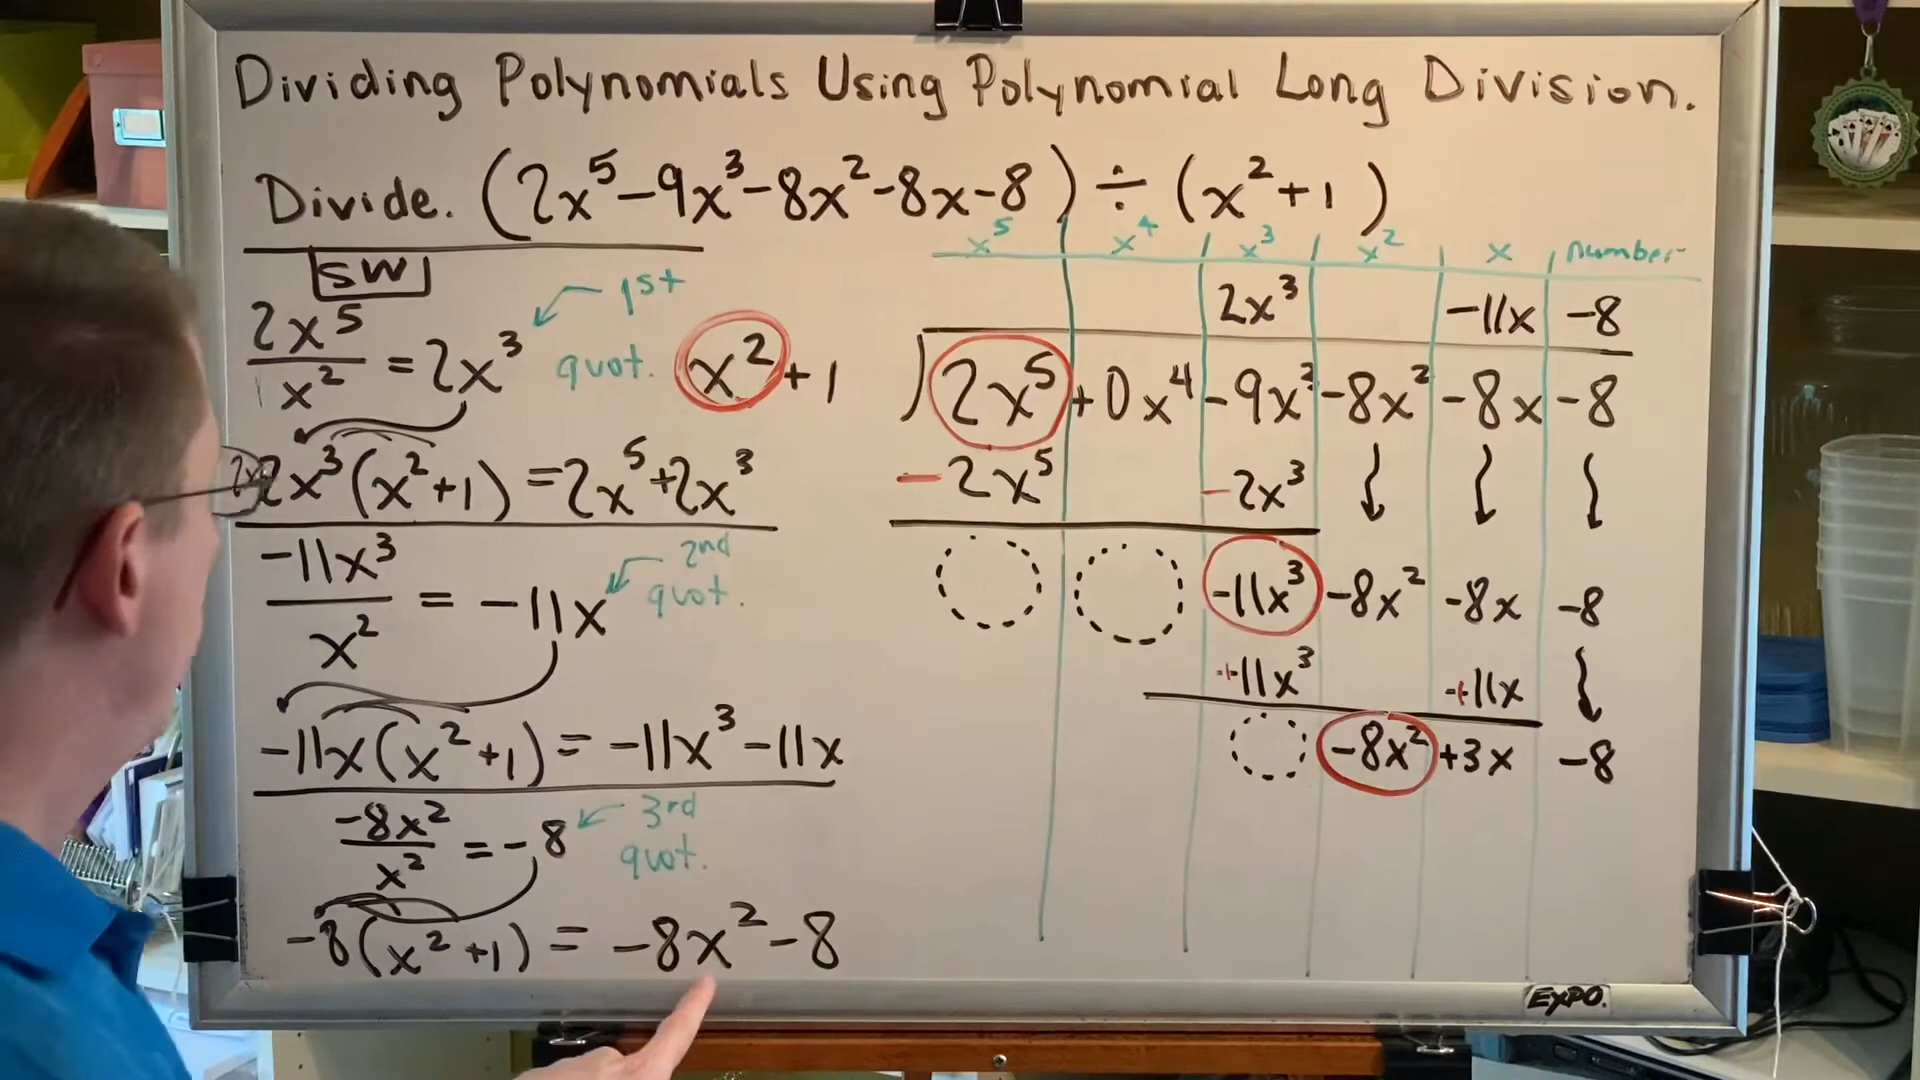 Dividing Polynomials Using Polynomial Long Division.
Divide. (2x⁵-9x³-8x²-8x-8) ÷ (x²+1)
SW
2x⁵/x² = 2x³
1st
quot.
2x³(x²+1) = 2x⁵+2x³
-11x³/x² = -11x
2nd
quot.
-11x(x²+1) = -11x³-11x
-8x²/x² = -8
3rd
quot.
-8(x²+1) = -8x²-8
x⁵ x⁴ x³ x² x number
2x³ -11x -8
x²+1 ) 2x⁵ +0x⁴ -9x³ -8x² -8x -8
-2x⁵ -2x³
-11x³ -8x² -8x -8
+11x³ +11x
-8x² +3x -8
EXPO.